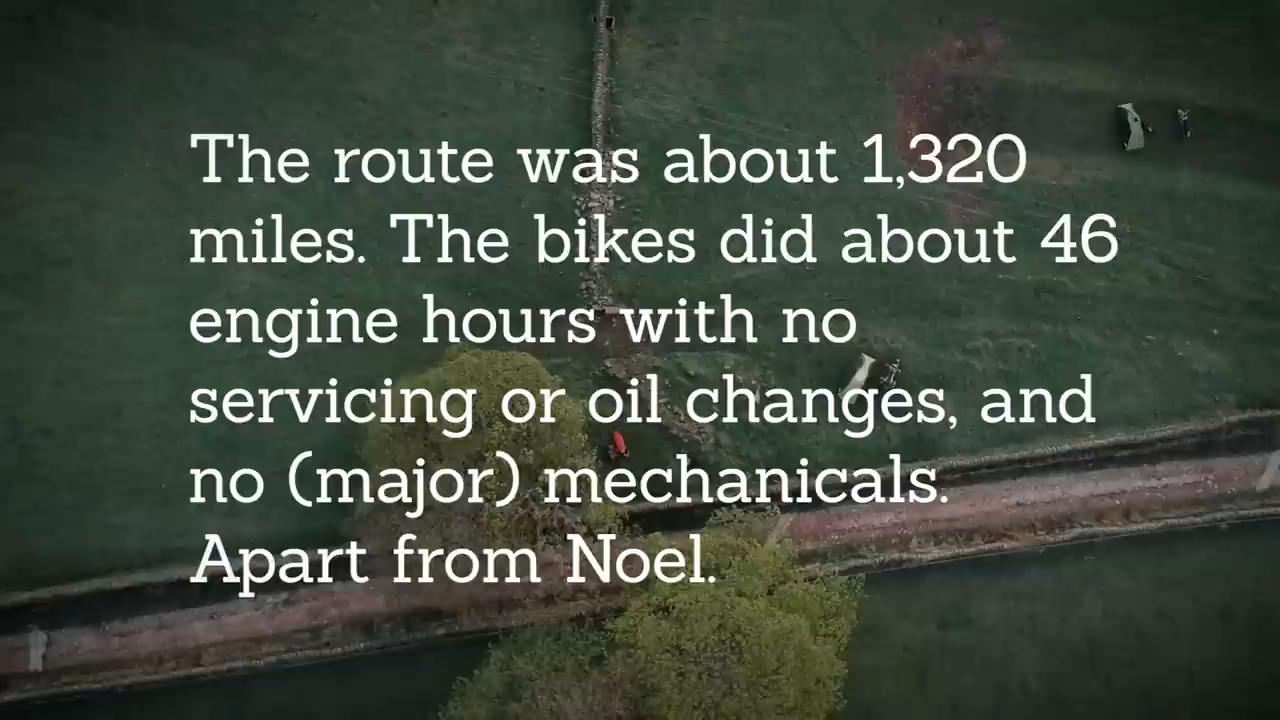 The route was about 1,320
miles. The bikes did about 46
engine hours with no
servicing or oil changes, and
no (major) mechanicals.
Apart from Noel.